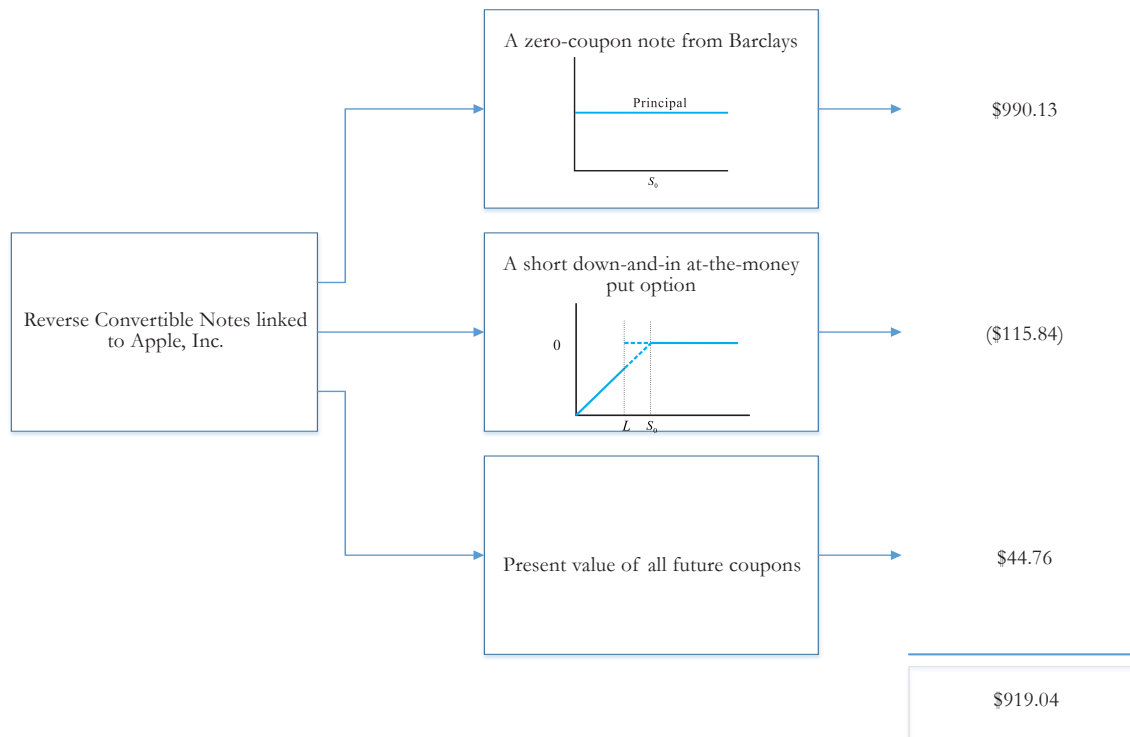 A zero-coupon note from Barclays
Principal
S₀
$990.13
Reverse Convertible Notes linked
to Apple, Inc.
A short down-and-in at-the-money
put option
0
L S₀
($115.84)
Present value of all future coupons
$44.76
$919.04